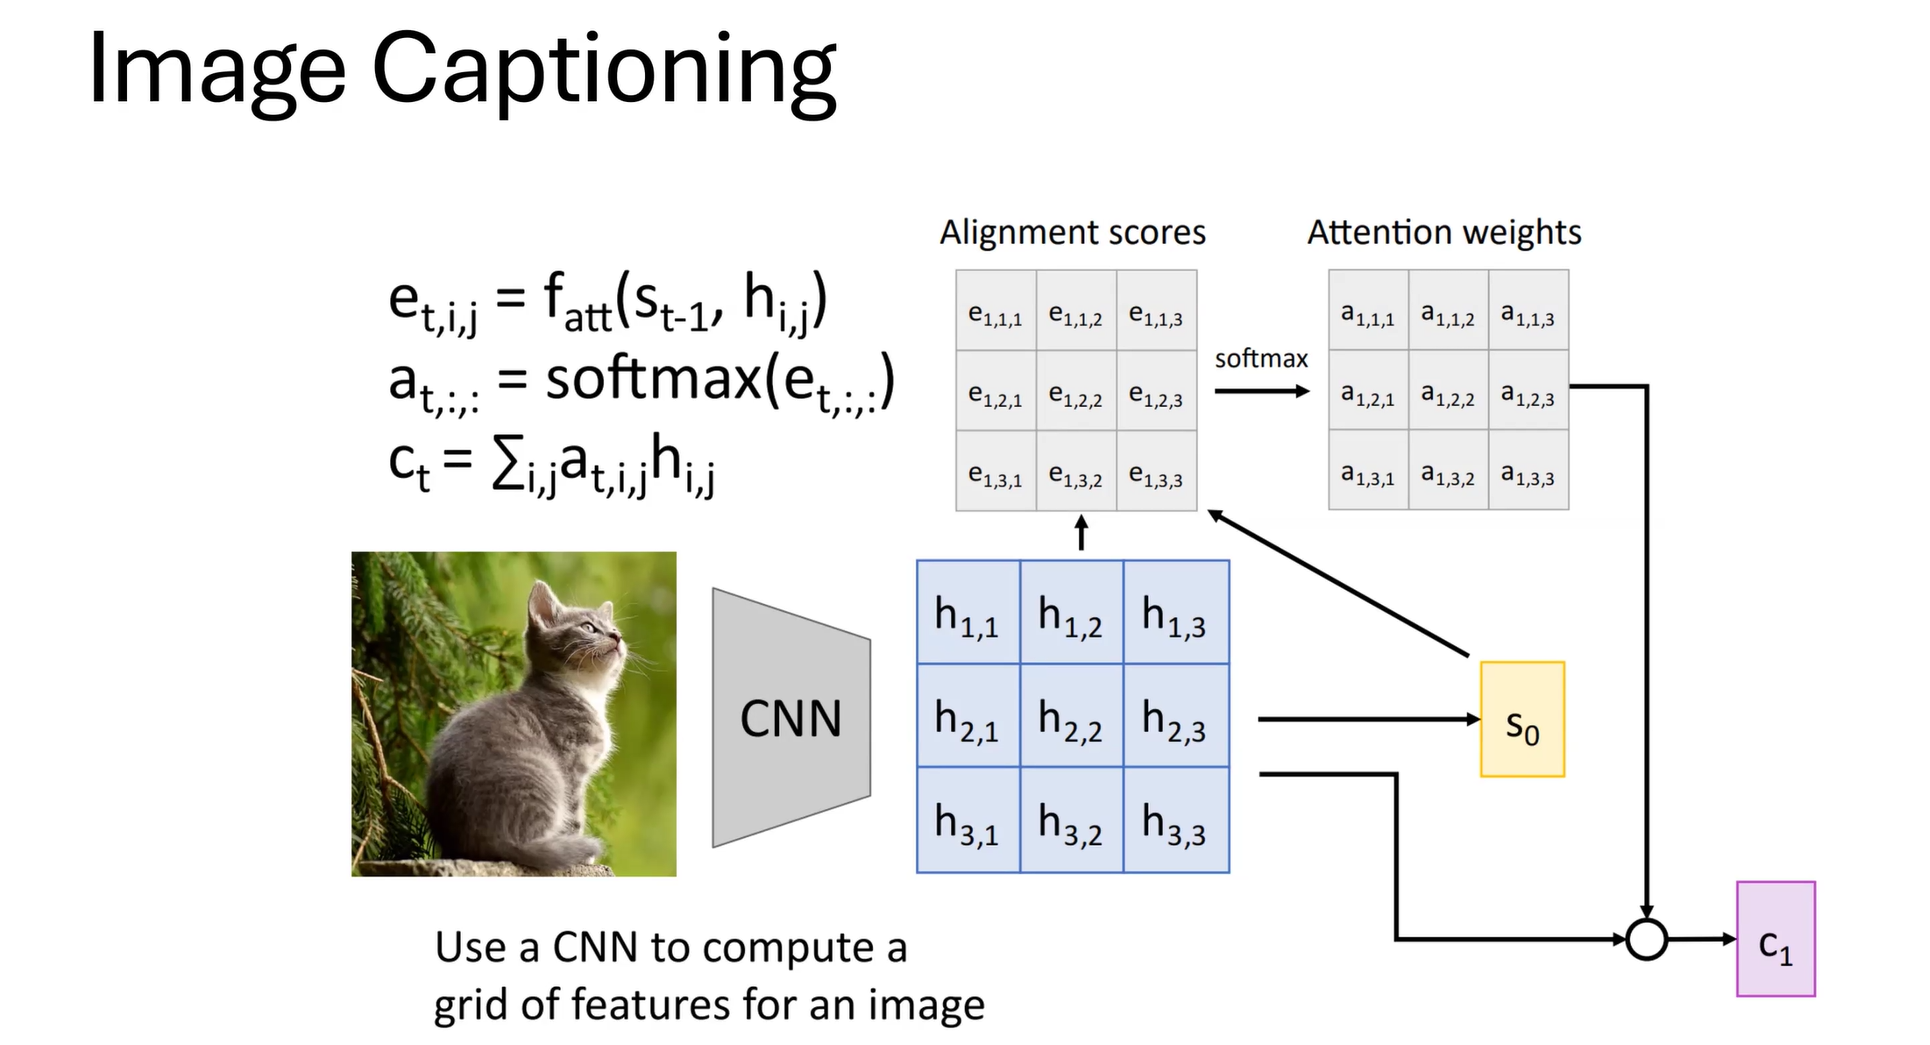 Image Captioning
e_{t,i,j} = f_{att}(s_{t-1}, h_{i,j})
a_{t,:,:} = softmax(e_{t,:,:})
c_t = ∑_{i,j}a_{t,i,j}h_{i,j}
Alignment scores
e_{1,1,1} e_{1,1,2} e_{1,1,3}
e_{1,2,1} e_{1,2,2} e_{1,2,3}
e_{1,3,1} e_{1,3,2} e_{1,3,3}
softmax
Attention weights
a_{1,1,1} a_{1,1,2} a_{1,1,3}
a_{1,2,1} a_{1,2,2} a_{1,2,3}
a_{1,3,1} a_{1,3,2} a_{1,3,3}
CNN
h_{1,1} h_{1,2} h_{1,3}
h_{2,1} h_{2,2} h_{2,3}
h_{3,1} h_{3,2} h_{3,3}
s_0
c_1
Use a CNN to compute a
grid of features for an image